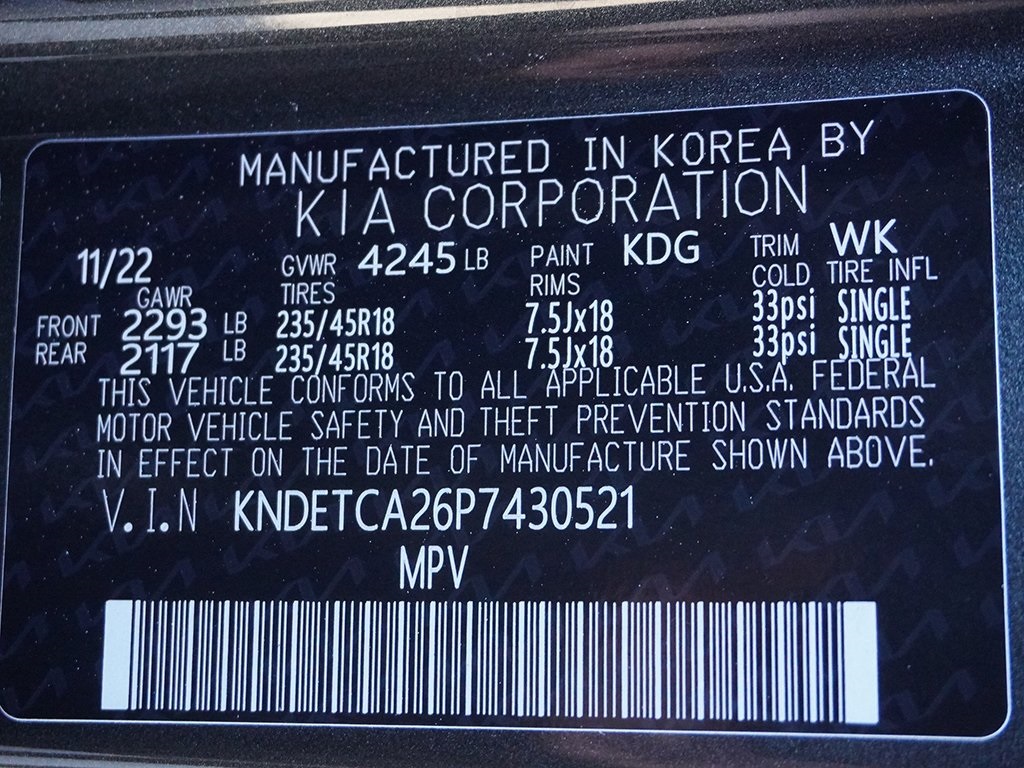 MANUFACTURED IN KOREA BY
KIA CORPORATION
11/22 GVWR 4245 LB PAINT KDG TRIM WK
GAWR TIRES RIMS COLD TIRE INFL
FRONT 2293 LB 235/45R18 7.5Jx18 33psi SINGLE
REAR 2117 LB 235/45R18 7.5Jx18 33psi SINGLE
THIS VEHICLE CONFORMS TO ALL APPLICABLE U.S.A. FEDERAL
MOTOR VEHICLE SAFETY AND THEFT PREVENTION STANDARDS
IN EFFECT ON THE DATE OF MANUFACTURE SHOWN ABOVE.
V.I.N KNDETCA26P7430521
MPV